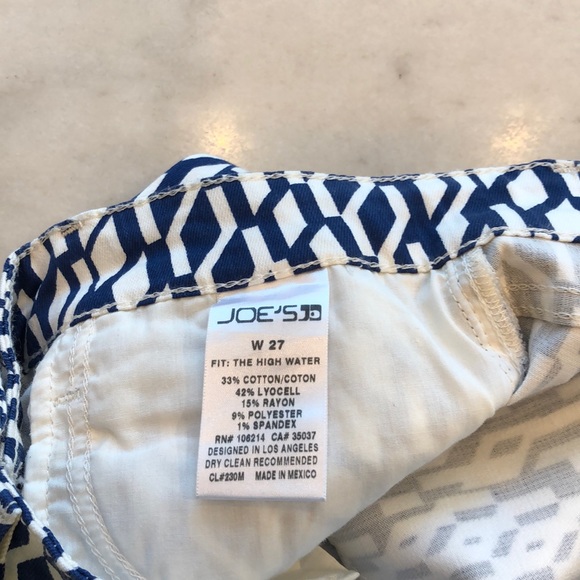 JOE'S
W 27
FIT: THE HIGH WATER
33% COTTON/COTON
42% LYOCELL
15% RAYON
9% POLYESTER
1% SPANDEX
RN# 106214 CA# 35037
DESIGNED IN LOS ANGELES
DRY CLEAN RECOMMENDED
CL#230M MADE IN MEXICO